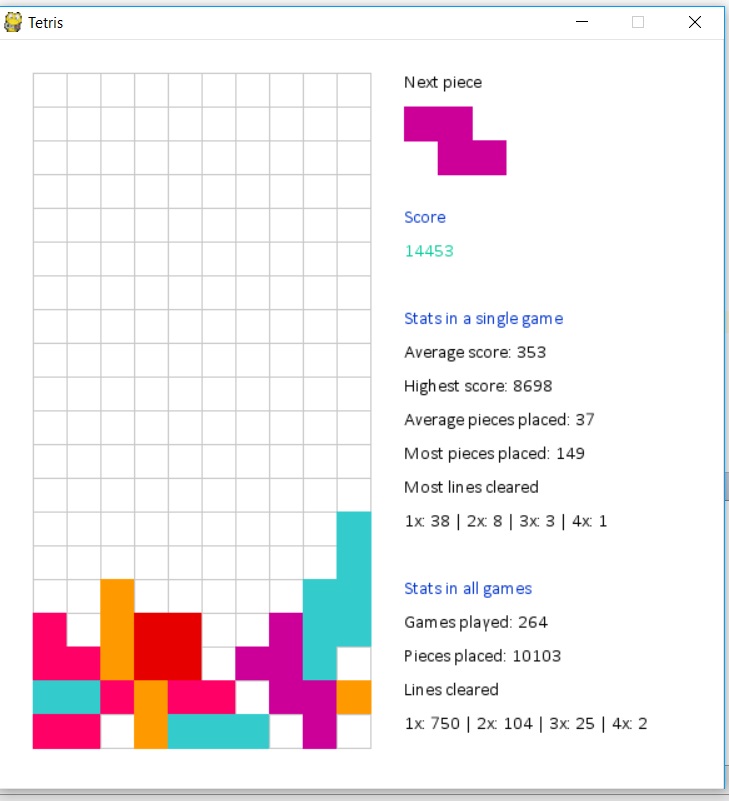 Tetris
Next piece
Score
14453
Stats in a single game
Average score: 353
Highest score: 8698
Average pieces placed: 37
Most pieces placed: 149
Most lines cleared
1x: 38 | 2x: 8 | 3x: 3 | 4x: 1
Stats in all games
Games played: 264
Pieces placed: 10103
Lines cleared
1x: 750 | 2x: 104 | 3x: 25 | 4x: 2